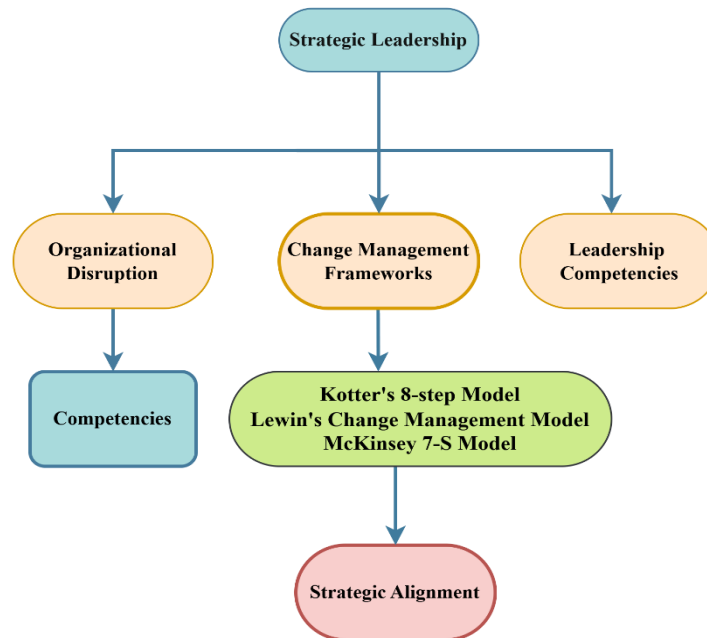 Strategic Leadership
Organizational
Disruption
Change Management
Frameworks
Leadership
Competencies
Competencies
Kotter's 8-step Model
Lewin's Change Management Model
McKinsey 7-S Model
Strategic Alignment